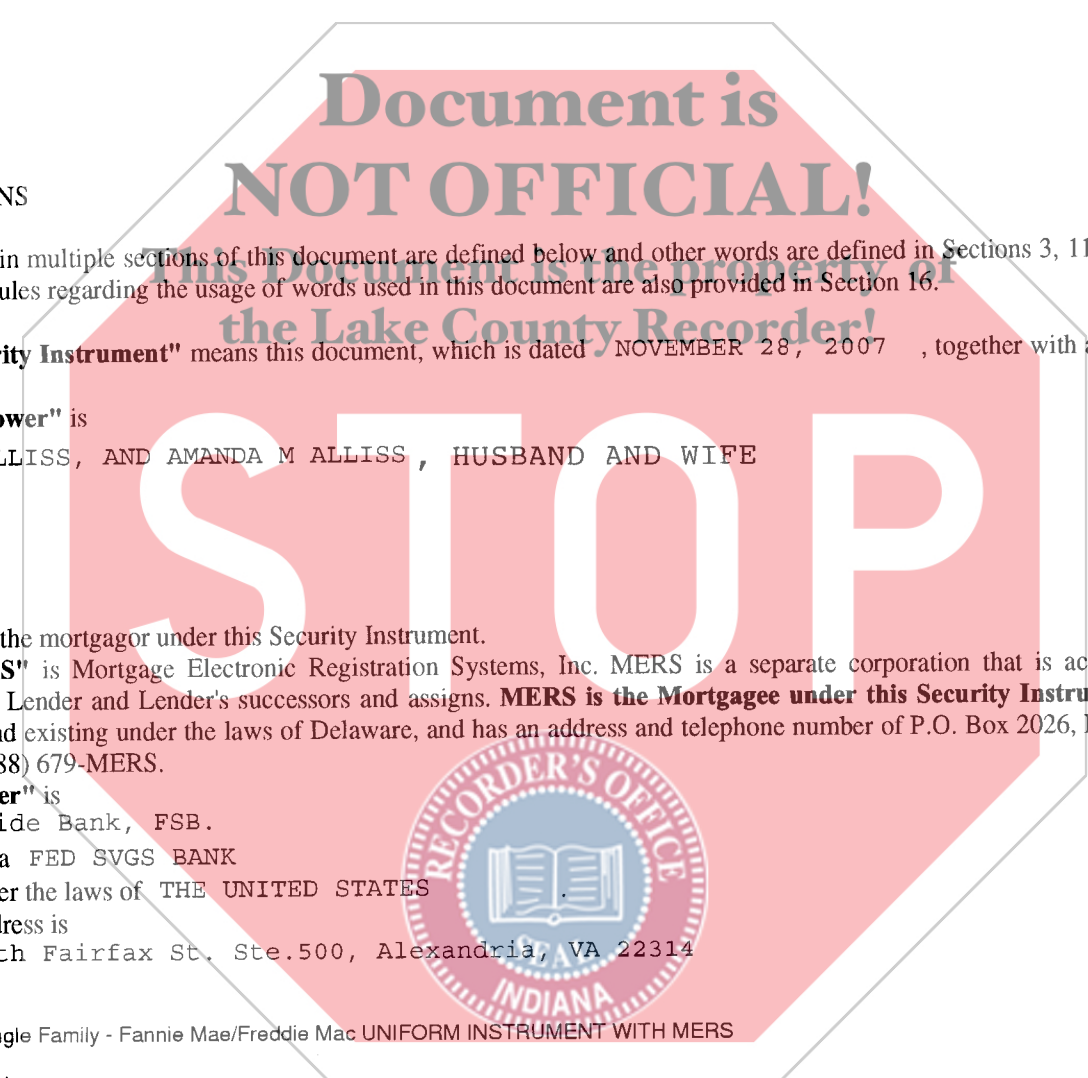 Document is
NOT OFFICIAL!
NS
in multiple sections of this document are defined below and other words are defined in Sections 3, 11
ules regarding the usage of words used in this document are also provided in Section 16.
This Document is the property of
the Lake County Recorder!
rity Instrument" means this document, which is dated NOVEMBER 28, 2007 , together with a
ower" is
LLISS, AND AMANDA M ALLISS , HUSBAND AND WIFE
STOP
the mortgagor under this Security Instrument.
S" is Mortgage Electronic Registration Systems, Inc. MERS is a separate corporation that is ac
Lender and Lender's successors and assigns. MERS is the Mortgagee under this Security Instru
nd existing under the laws of Delaware, and has an address and telephone number of P.O. Box 2026,
88) 679-MERS.
er" is
ide Bank, FSB.
a FED SVGS BANK
er the laws of THE UNITED STATES .
dress is
th Fairfax St. Ste.500, Alexandria, VA 22314
RECORDER'S OFFICE
SEAL
INDIANA
ngle Family - Fannie Mae/Freddie Mac UNIFORM INSTRUMENT WITH MERS